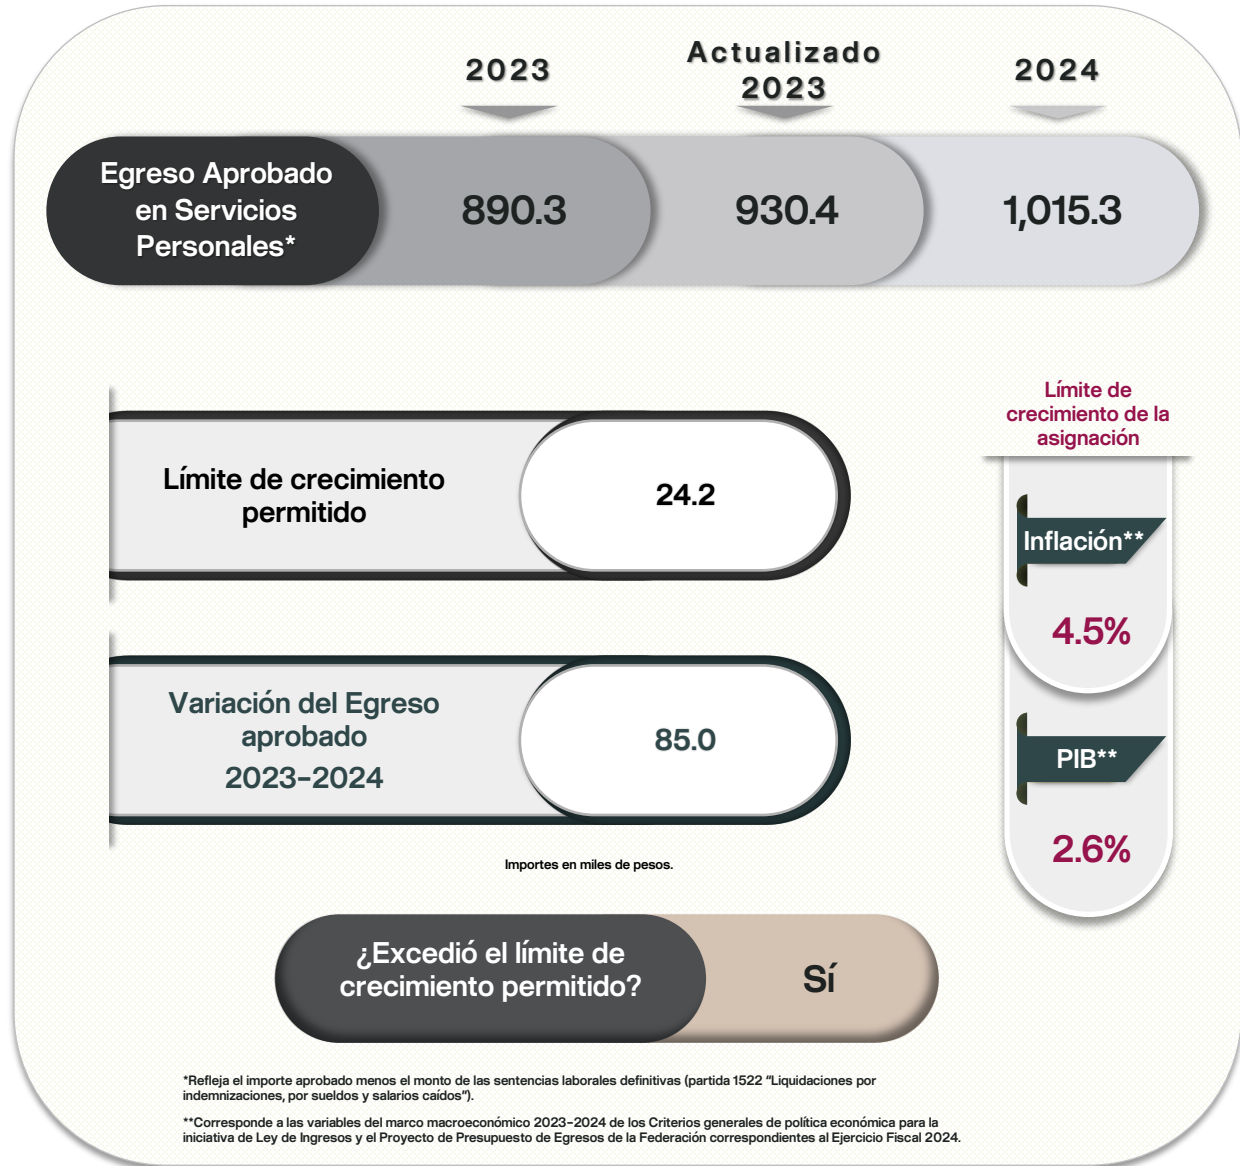 2023
Actualizado
2023
2024
Egreso Aprobado
en Servicios
Personales*
890.3
930.4
1,015.3
Límite de crecimiento
permitido
24.2
Límite de
crecimiento de la
asignación
Inflación**
4.5%
PIB**
2.6%
Variación del Egreso
aprobado
2023-2024
85.0
Importes en miles de pesos.
¿Excedió el límite de
crecimiento permitido?
Sí
*Refleja el importe aprobado menos el monto de las sentencias laborales definitivas (partida 1522 "Liquidaciones por
indemnizaciones, por sueldos y salarios caídos").
**Corresponde a las variables del marco macroeconómico 2023-2024 de los Criterios generales de política económica para la
iniciativa de Ley de Ingresos y el Proyecto de Presupuesto de Egresos de la Federación correspondientes al Ejercicio Fiscal 2024.